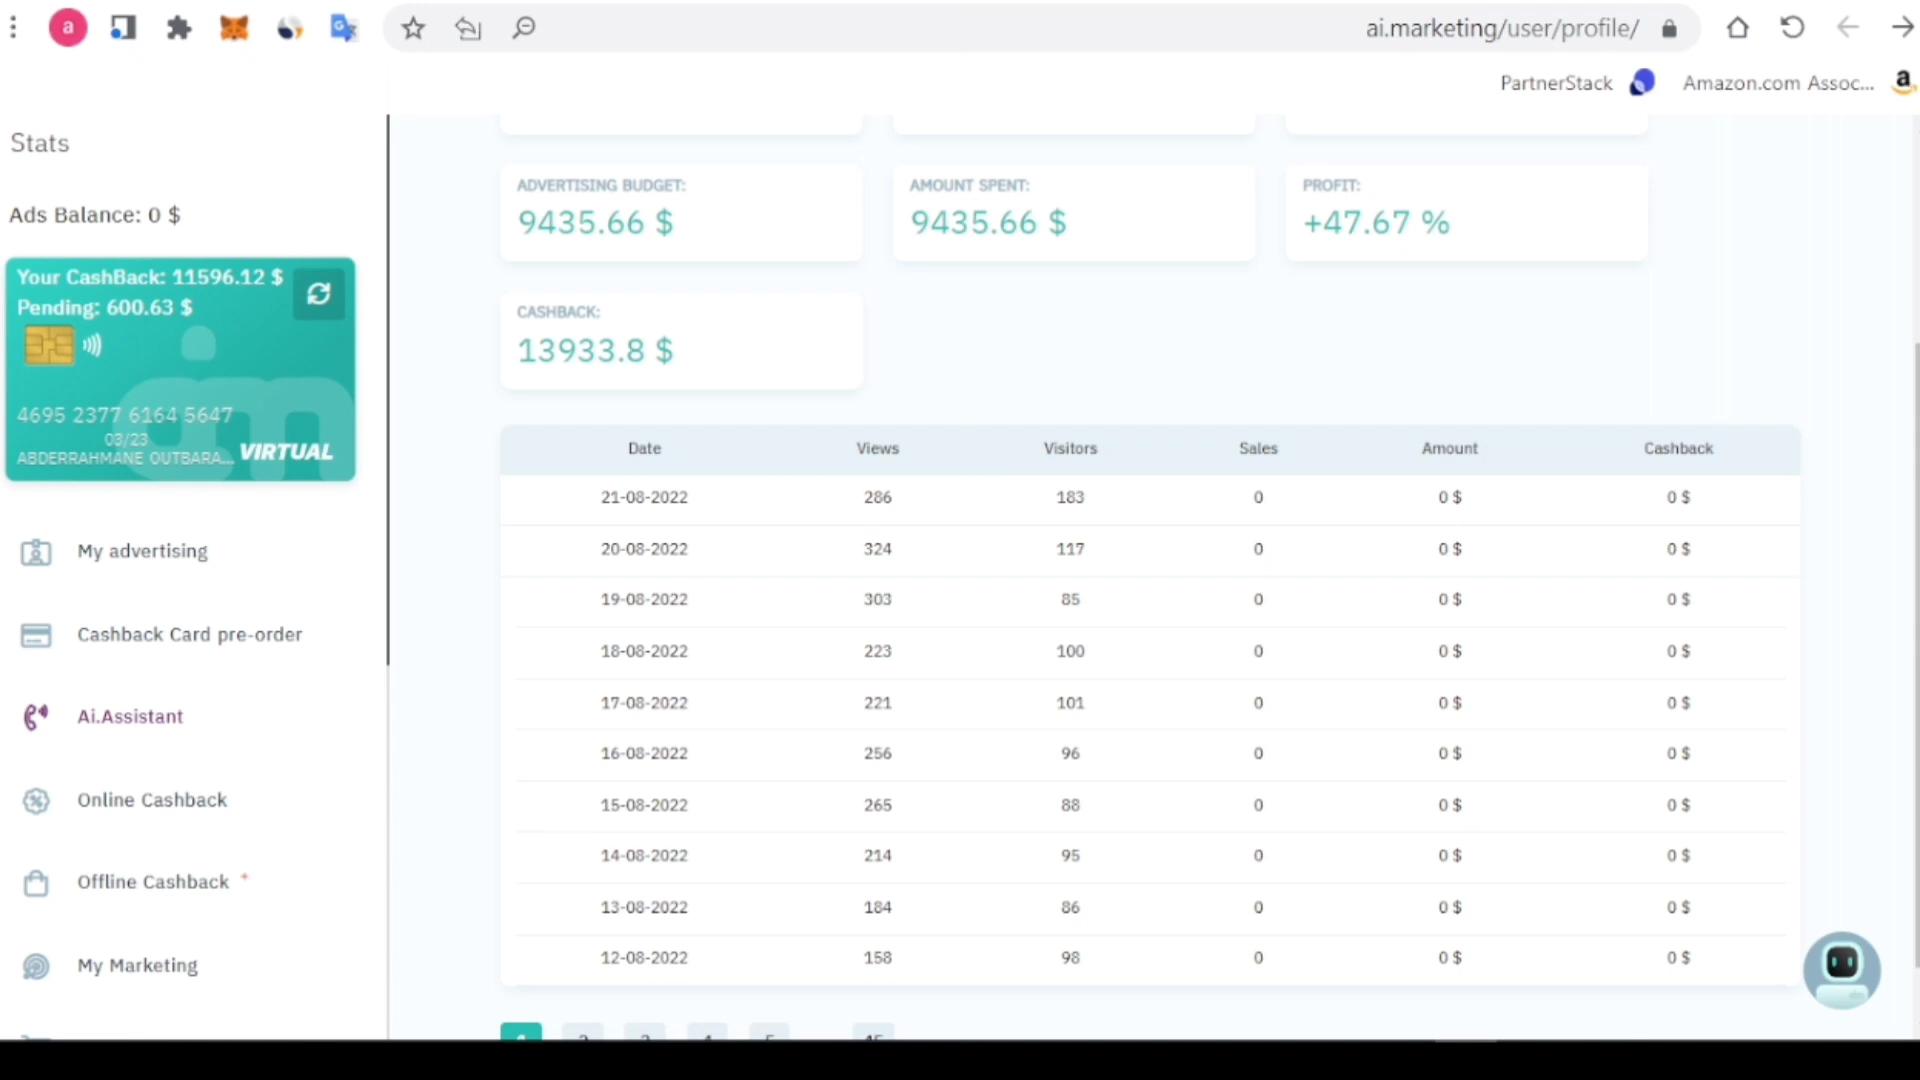 a
ai.marketing/user/profile/
PartnerStack
Amazon.com Assoc...
Stats
Ads Balance: 0 $
Your CashBack: 11596.12 $
Pending: 600.63 $
4695 2377 6164 5647
03/23
ABDERRAHMANE OUTBARA...
VIRTUAL
My advertising
Cashback Card pre-order
Ai.Assistant
Online Cashback
Offline Cashback *
My Marketing
ADVERTISING BUDGET:
9435.66 $
AMOUNT SPENT:
9435.66 $
PROFIT:
+47.67 %
CASHBACK:
13933.8 $
Date Views Visitors Sales Amount Cashback
21-08-2022 286 183 0 0 $ 0 $
20-08-2022 324 117 0 0 $ 0 $
19-08-2022 303 85 0 0 $ 0 $
18-08-2022 223 100 0 0 $ 0 $
17-08-2022 221 101 0 0 $ 0 $
16-08-2022 256 96 0 0 $ 0 $
15-08-2022 265 88 0 0 $ 0 $
14-08-2022 214 95 0 0 $ 0 $
13-08-2022 184 86 0 0 $ 0 $
12-08-2022 158 98 0 0 $ 0 $